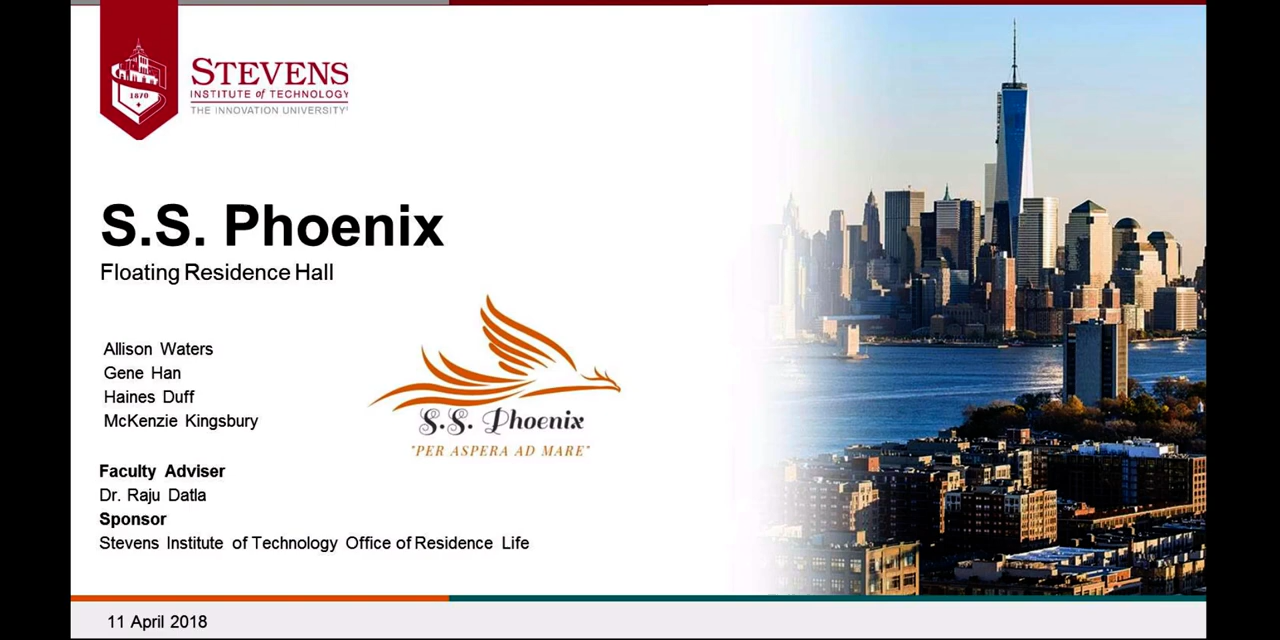 1870
STEVENS
INSTITUTE of TECHNOLOGY
THE INNOVATION UNIVERSITY
S.S. Phoenix
Floating Residence Hall
Allison Waters
Gene Han
Haines Duff
McKenzie Kingsbury
S.S. Phoenix
"PER ASPERA AD MARE"
Faculty Adviser
Dr. Raju Datla
Sponsor
Stevens Institute of Technology Office of Residence Life
11 April 2018